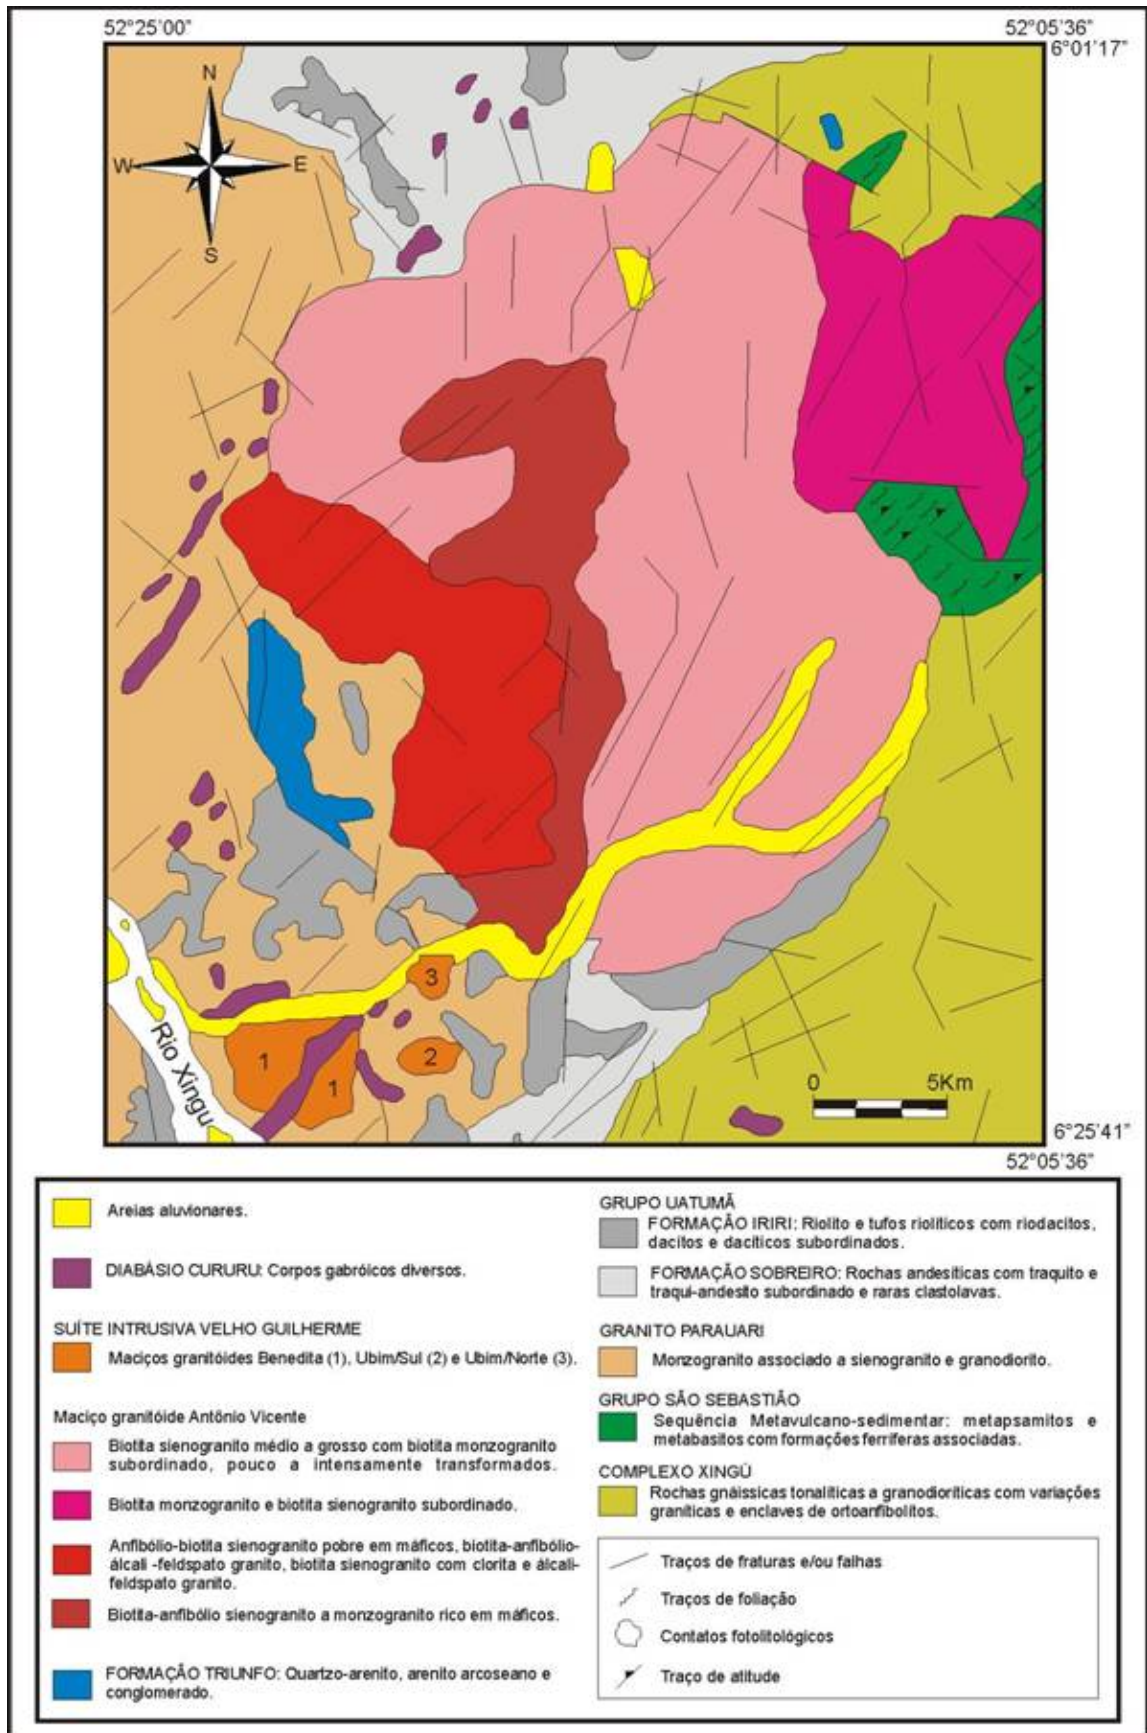 52°25'00"
52°05'36"
6°01'17"
N
W
E
S
3
2
1
1
Rio Xingu
0
5Km
6°25'41"
52°05'36"
Areias aluvionares.
DIABÁSIO CURURU: Corpos gabróicos diversos.
SUÍTE INTRUSIVA VELHO GUILHERME
Maciços granitóides Benedita (1), Ubim/Sul (2) e Ubim/Norte (3).
Maciço granitóide Antônio Vicente
Biotita sienogranito médio a grosso com biotita monzogranito
subordinado, pouco a intensamente transformados.
Biotita monzogranito e biotita sienogranito subordinado.
Anfibólio-biotita sienogranito pobre em máficos, biotita-anfibólio-
álcali -feldspato granito, biotita sienogranito com clorita e álcali-
feldspato granito.
Biotita-anfibólio sienogranito a monzogranito rico em máficos.
FORMAÇÃO TRIUNFO: Quartzo-arenito, arenito arcoseano e
conglomerado.
GRUPO UATUMÃ
FORMAÇÃO IRIRI: Riolito e tufos riolíticos com riodacitos,
dacitos e dacíticos subordinados.
FORMAÇÃO SOBREIRO: Rochas andesíticas com traquito e
traqui-andesito subordinado e raras clastolavas.
GRANITO PARAUARI
Monzogranito associado a sienogranito e granodiorito.
GRUPO SÃO SEBASTIÃO
Sequência Metavulcano-sedimentar: metapsamitos e
metabasitos com formações ferríferas associadas.
COMPLEXO XINGÚ
Rochas gnáissicas tonalíticas a granodioríticas com variações
graníticas e enclaves de ortoanfibolitos.
Traços de fraturas e/ou falhas
Traços de foliação
Contatos fotolitológicos
Traço de atitude